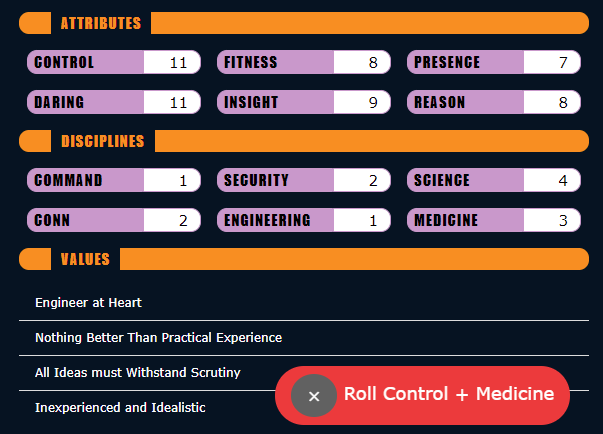 ATTRIBUTES
CONTROL 11 FITNESS 8 PRESENCE 7
DARING 11 INSIGHT 9 REASON 8
DISCIPLINES
COMMAND 1 SECURITY 2 SCIENCE 4
CONN 2 ENGINEERING 1 MEDICINE 3
VALUES
Engineer at Heart
Nothing Better Than Practical Experience
All Ideas must Withstand Scrutiny
Inexperienced and Idealistic
× Roll Control + Medicine